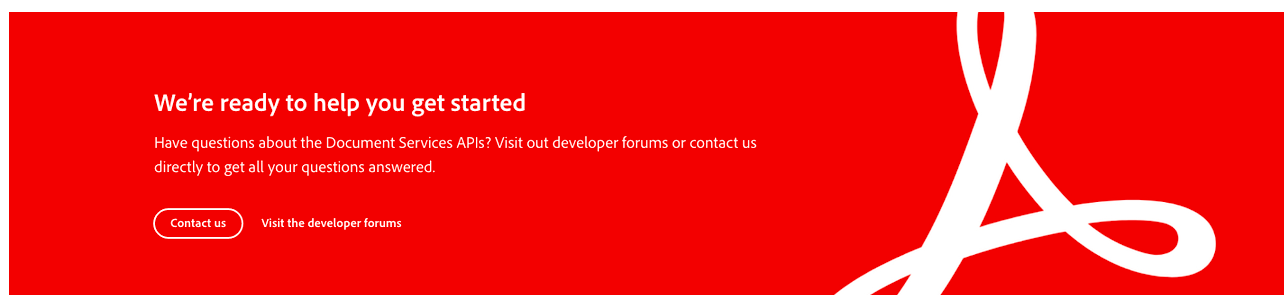 We’re ready to help you get started
Have questions about the Document Services APIs? Visit out developer forums or contact us
directly to get all your questions answered.
Contact us Visit the developer forums